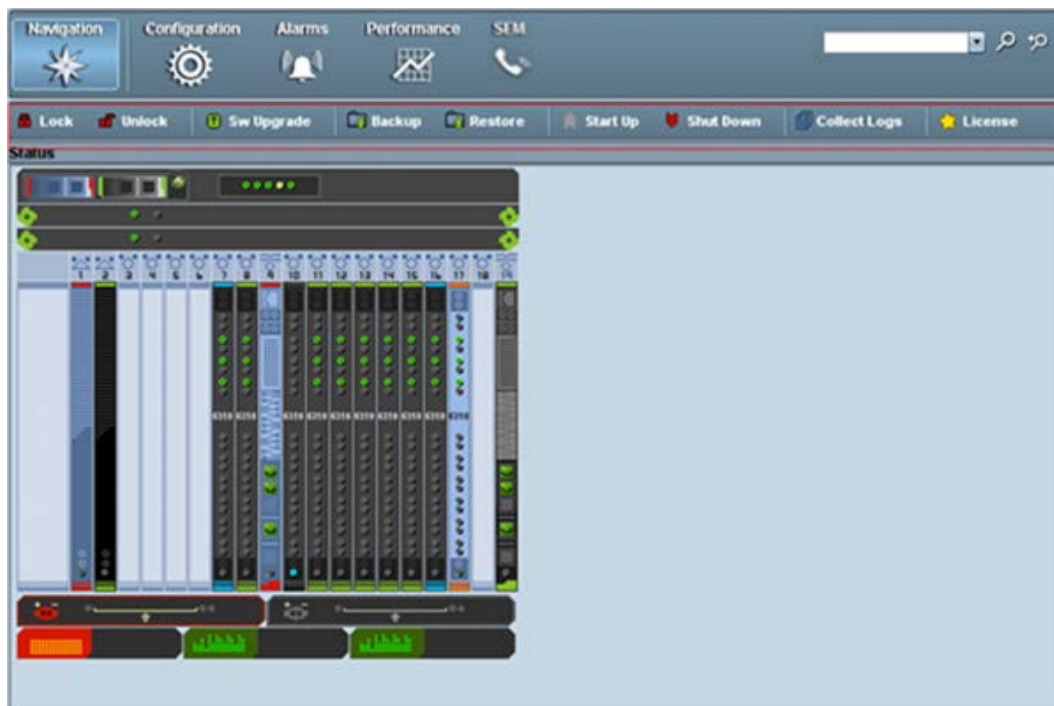 Navigation Configuration Alarms Performance SEM
Lock Unlock Sw Upgrade Backup Restore Start Up Shut Down Collect Logs License
Status
1 2 3 4 5 6 7 8 9 10 11 12 13 14 15 16 17 18 19